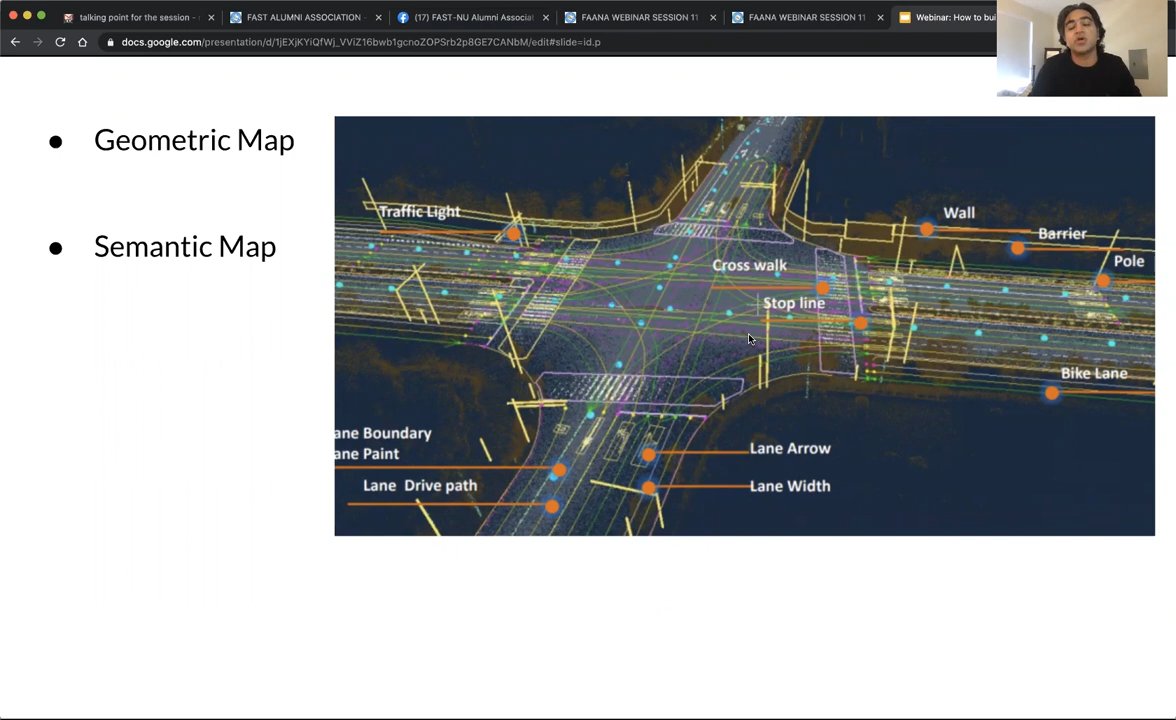 talking point for the session -
FAST ALUMNI ASSOCIATION -
(17) FAST-NU Alumni Associat
FAANA WEBINAR SESSION 11
FAANA WEBINAR SESSION 11
Webinar: How to bui
docs.google.com/presentation/d/1jEXjKYiQfWj_VViZ16bwb1gcnoZOPSrb2p8GE7CANbM/edit#slide=id.p
● Geometric Map
● Semantic Map
Traffic Light
Wall
Barrier
Pole
Cross walk
Stop line
Bike Lane
ane Boundary
ane Paint
Lane Drive path
Lane Arrow
Lane Width